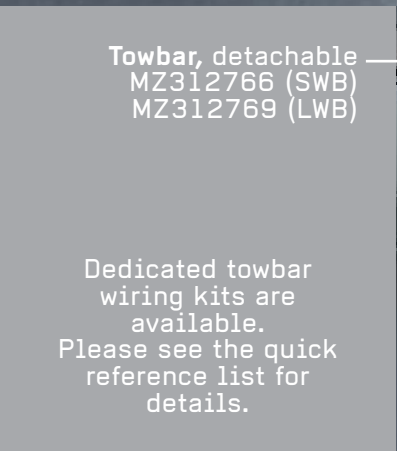 Towbar, detachable
MZ312766 (SWB)
MZ312769 (LWB)
Dedicated towbar
wiring kits are
available.
Please see the quick
reference list for
details.